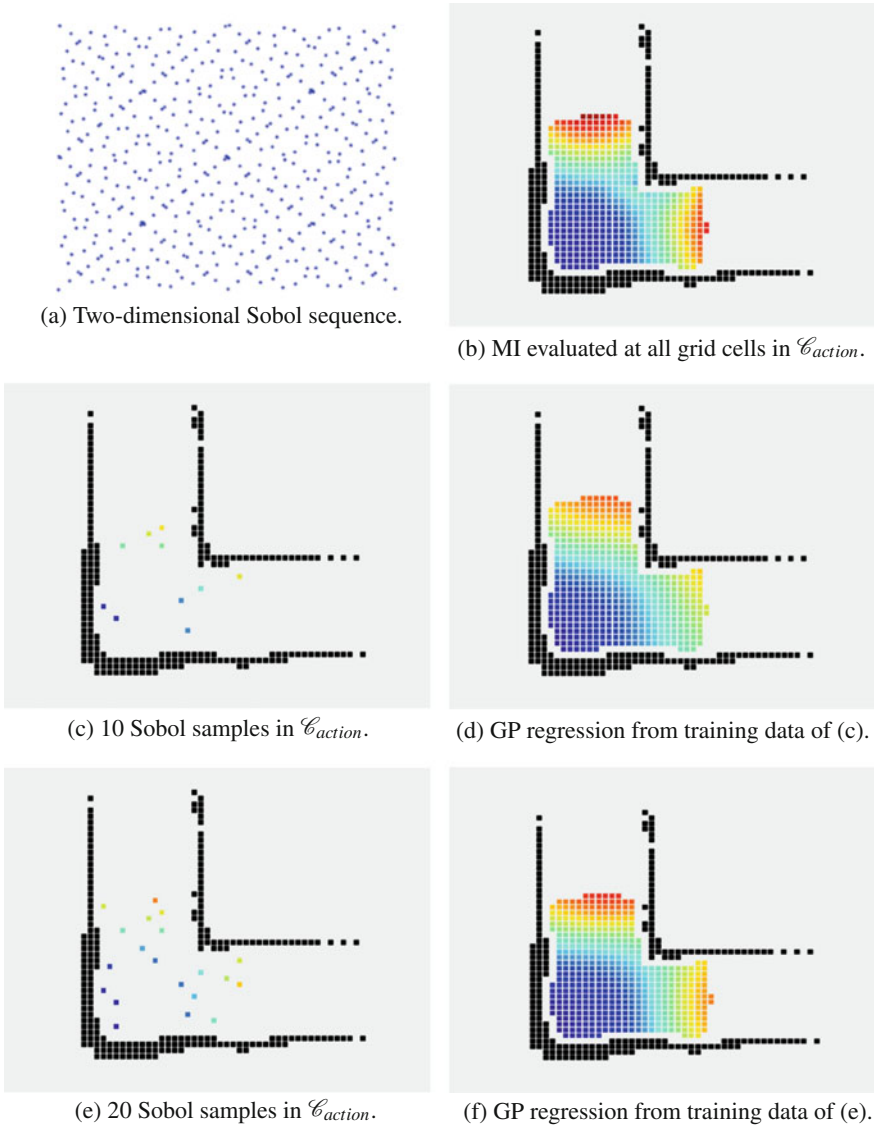 (a) Two-dimensional Sobol sequence.
(b) MI evaluated at all grid cells in 𝒞action.
(c) 10 Sobol samples in 𝒞action.
(d) GP regression from training data of (c).
(e) 20 Sobol samples in 𝒞action.
(f) GP regression from training data of (e).